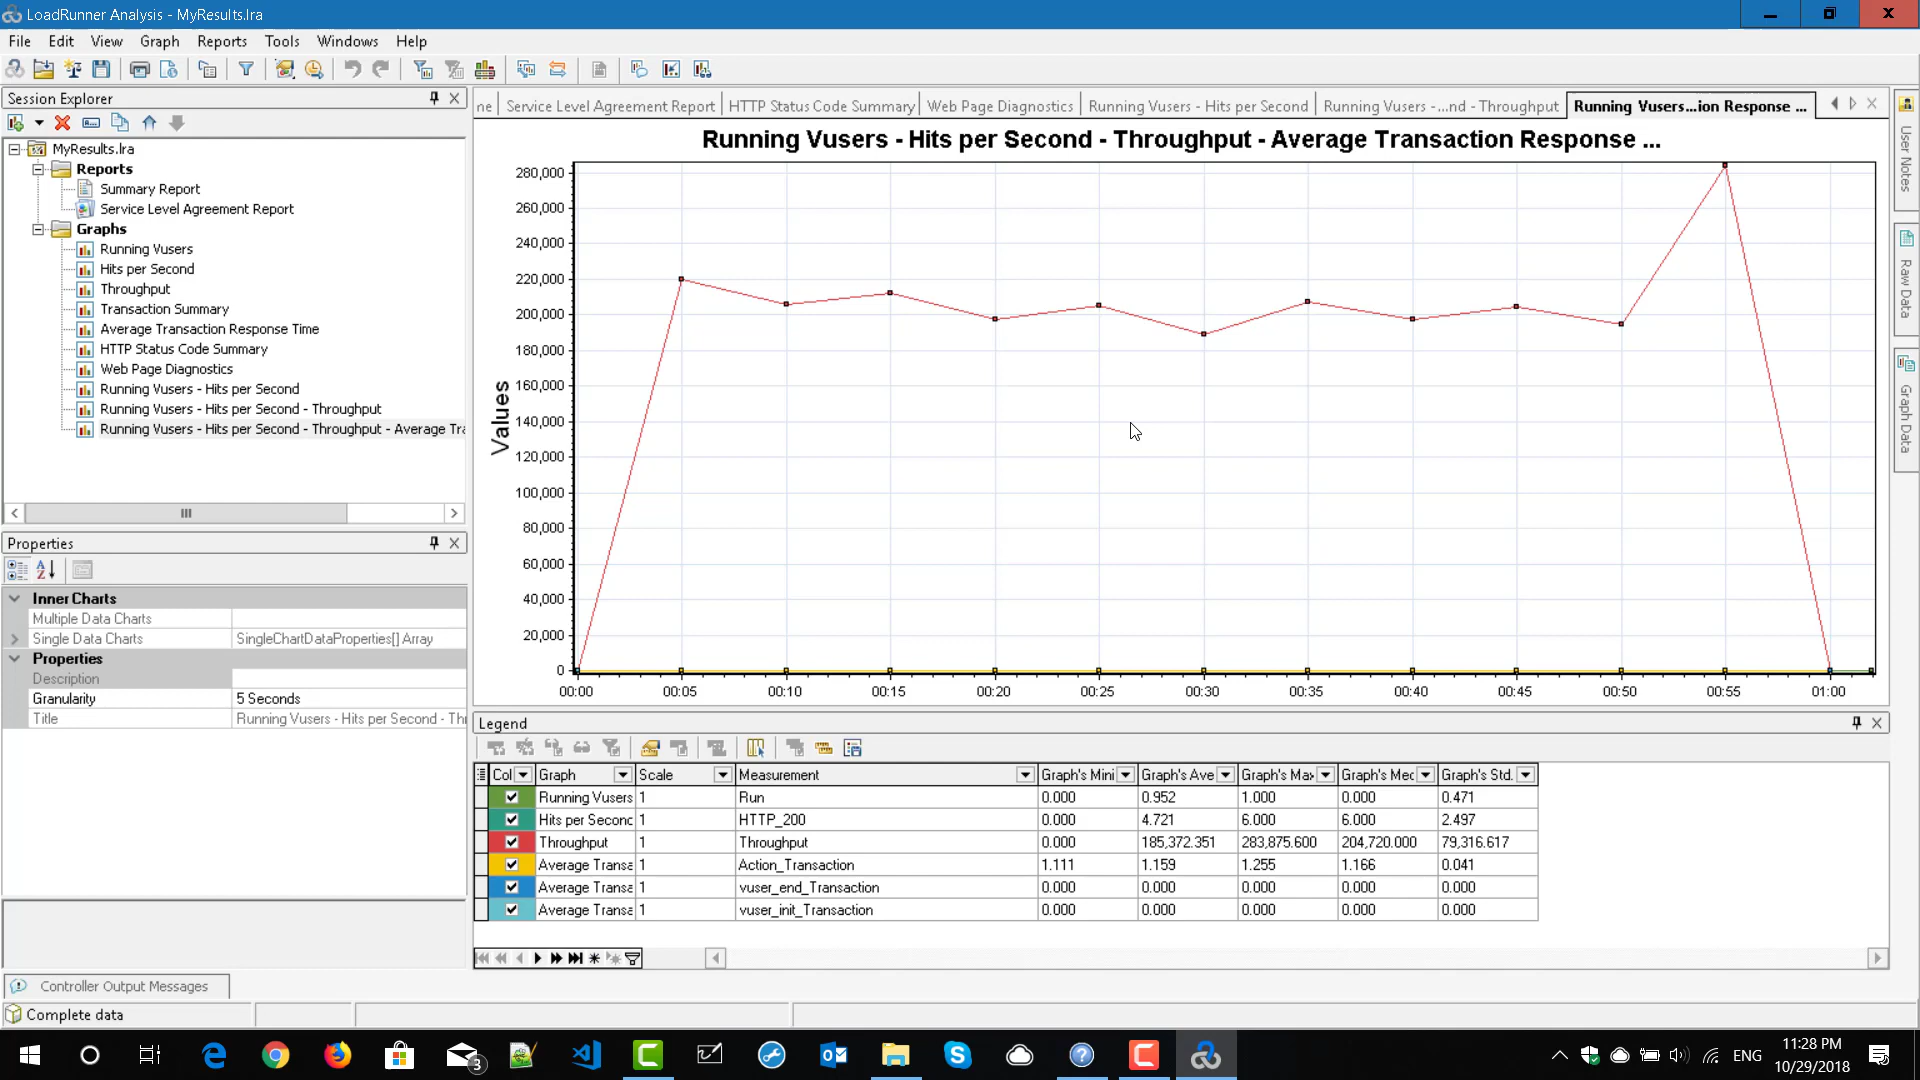 LoadRunner Analysis - MyResults.lra
File Edit View Graph Reports Tools Windows Help
Session Explorer
MyResults.lra
Reports
Summary Report
Service Level Agreement Report
Graphs
Running Vusers
Hits per Second
Throughput
Transaction Summary
Average Transaction Response Time
HTTP Status Code Summary
Web Page Diagnostics
Running Vusers - Hits per Second
Running Vusers - Hits per Second - Throughput
Running Vusers - Hits per Second - Throughput - Average Tra
Properties
Inner Charts
Multiple Data Charts
Single Data Charts SingleChartDataProperties[] Array
Properties
Description
Granularity 5 Seconds
Title Running Vusers - Hits per Second - Thr
ne Service Level Agreement Report HTTP Status Code Summary Web Page Diagnostics Running Vusers - Hits per Second Running Vusers -...nd - Throughput Running Vusers...ion Response ...
Running Vusers - Hits per Second - Throughput - Average Transaction Response ...
Values
280,000
260,000
240,000
220,000
200,000
180,000
160,000
140,000
120,000
100,000
80,000
60,000
40,000
20,000
0
00:00 00:05 00:10 00:15 00:20 00:25 00:30 00:35 00:40 00:45 00:50 00:55 01:00
User Notes
Raw Data
Graph Data
Legend
Col Graph Scale Measurement Graph's Mini Graph's Ave Graph's Max Graph's Med Graph's Std.
Running Vusers 1 Run 0.000 0.952 1.000 0.000 0.471
Hits per Second 1 HTTP_200 0.000 4.721 6.000 6.000 2.497
Throughput 1 Throughput 0.000 185,372.351 283,875.600 204,720.000 79,316.617
Average Transa 1 Action_Transaction 1.111 1.159 1.255 1.166 0.041
Average Transa 1 vuser_end_Transaction 0.000 0.000 0.000 0.000 0.000
Average Transa 1 vuser_init_Transaction 0.000 0.000 0.000 0.000 0.000
Controller Output Messages
Complete data
3
ENG
11:28 PM
10/29/2018